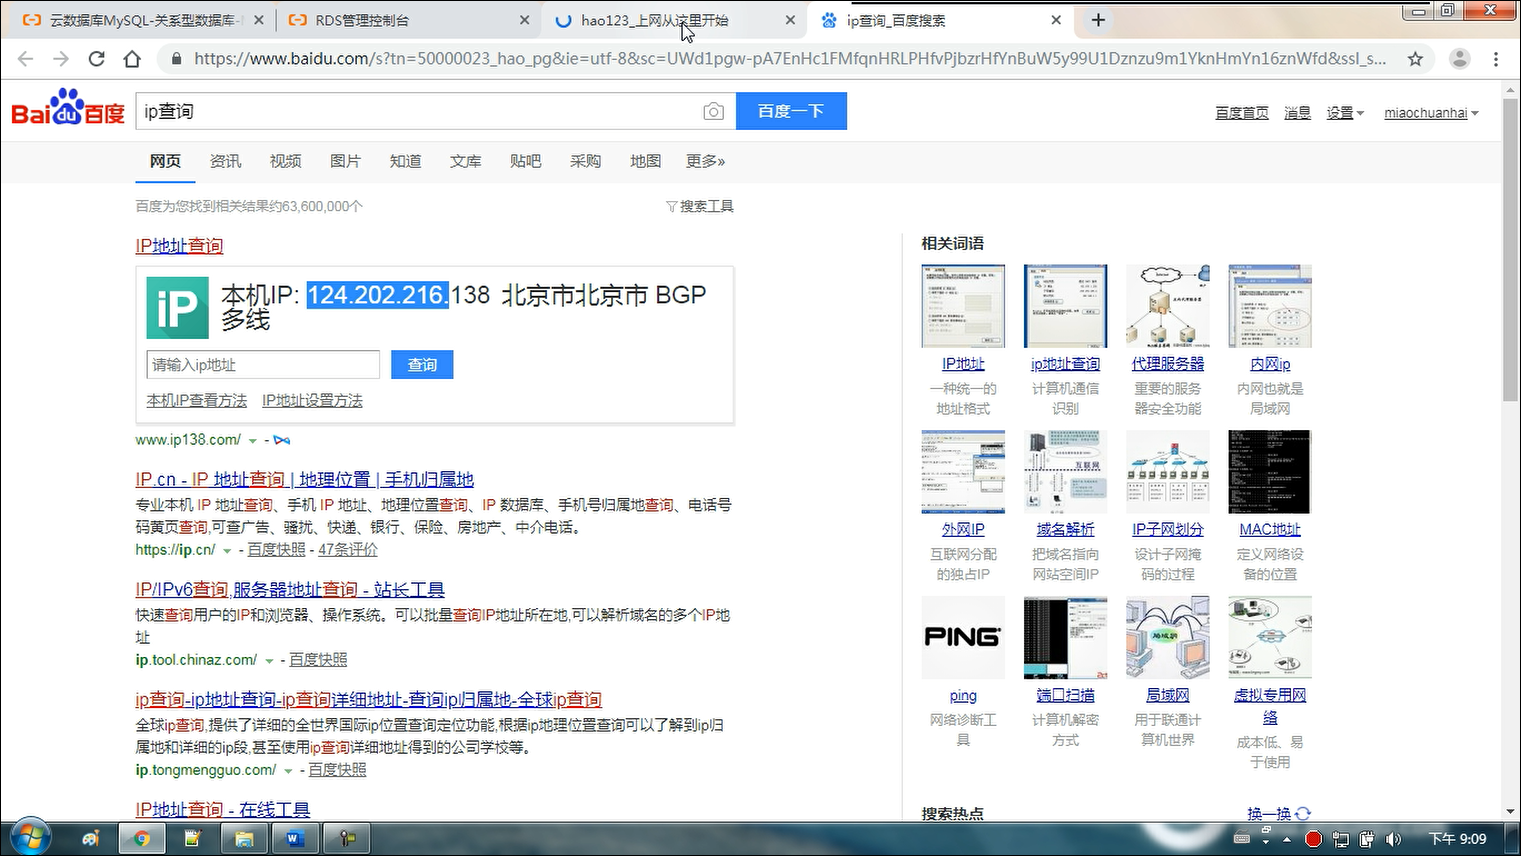 云数据库MySQL-关系型数据库-
RDS管理控制台
hao123_上网从这里开始
ip查询_百度搜索
https://www.baidu.com/s?tn=50000023_hao_pg&ie=utf-8&sc=UWd1pgw-pA7EnHc1FMfqnHRLPHfvPjbzrHfYnBuW5y99U1Dznzu9m1YknHmYn16znWfd&ssl_s...
Bai du 百度
ip查询
百度一下
百度首页 消息 设置 miaochuanhai
网页 资讯 视频 图片 知道 文库 贴吧 采购 地图 更多»
百度为您找到相关结果约63,600,000个
搜索工具
IP地址查询
iP
本机IP: 124.202.216.138 北京市北京市 BGP
多线
请输入ip地址
查询
本机IP查看方法 IP地址设置方法
www.ip138.com/ -
IP.cn - IP 地址查询 | 地理位置 | 手机归属地
专业本机 IP 地址查询、手机 IP 地址、地理位置查询、IP 数据库、手机号归属地查询、电话号
码黄页查询,可查广告、骚扰、快递、银行、保险、房地产、中介电话。
https://ip.cn/ - 百度快照 - 47条评价
IP/IPv6查询,服务器地址查询 - 站长工具
快速查询用户的IP和浏览器、操作系统。可以批量查询IP地址所在地,可以解析域名的多个IP地
址
ip.tool.chinaz.com/ - 百度快照
ip查询-ip地址查询-ip查询详细地址-查询ip归属地-全球ip查询
全球ip查询,提供了详细的全世界国际ip位置查询定位功能,根据ip地理位置查询可以了解到ip归
属地和详细的ip段,甚至使用ip查询详细地址得到的公司学校等。
ip.tongmengguo.com/ - 百度快照
IP地址查询 - 在线工具
相关词语
IP地址 ip地址查询 代理服务器 内网ip
一种统一的 计算机通信 重要的服务 内网也就是
地址格式 识别 器安全功能 局域网
互联网
外网IP 域名解析 IP子网划分 MAC地址
互联网分配 把域名指向 设计子网掩 定义网络设
的独占IP 网站空间IP 码的过程 备的位置
PING
局域网
ping 端口扫描 局域网 虚拟专用网
络
网络诊断工 计算机解密 用于联通计 成本低、易
具 方式 算机世界 于使用
搜索热点
换一换
下午 9:09